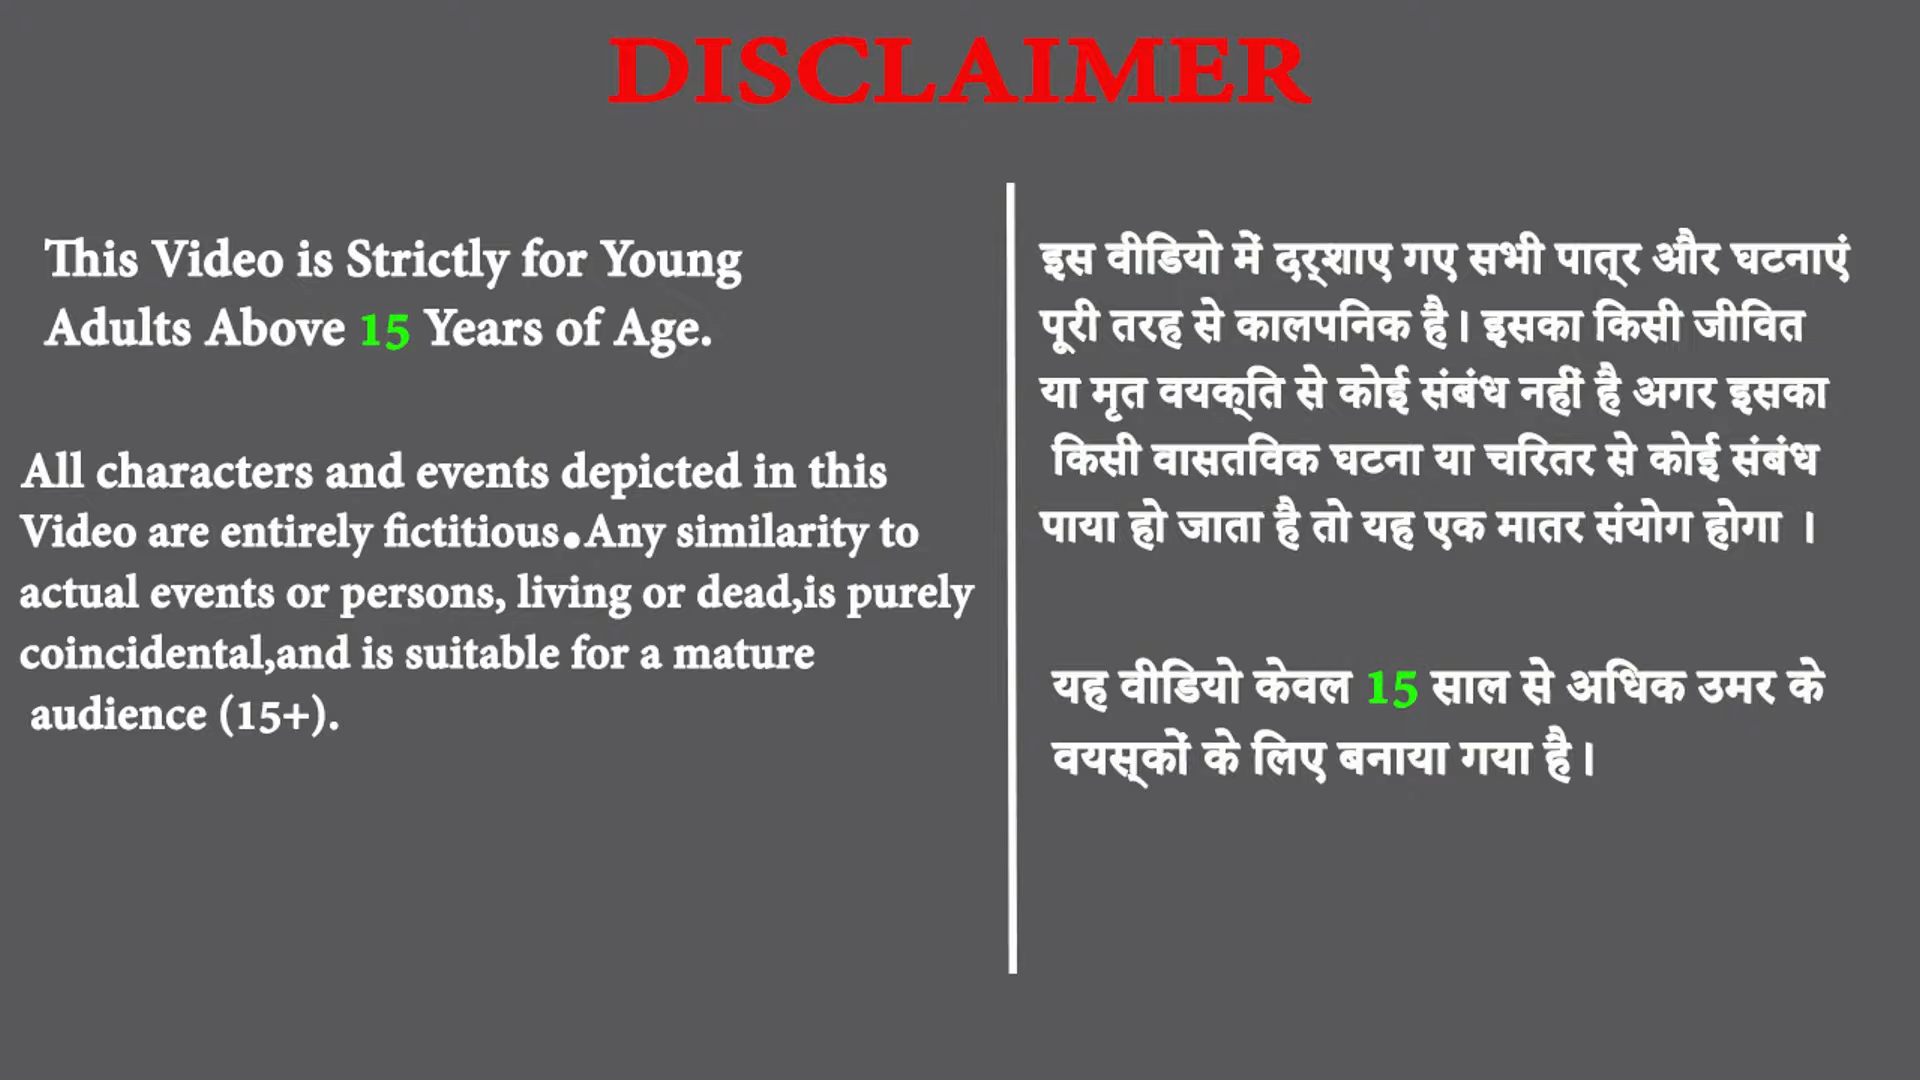 DISCLAIMER
This Video is Strictly for Young
Adults Above 15 Years of Age.
All characters and events depicted in this
Video are entirely fictitious.Any similarity to
actual events or persons, living or dead,is purely
coincidental,and is suitable for a mature
audience (15+).
इस वीडियो में दर्‌शाए गए सभी पात्‌र और घटनाएं
पूरी तरह से कालपनिक है। इसका किसी जीवित
या मृत वयक्‌ति से कोई संबंध नहीं है अगर इसका
किसी वासतविक घटना या चरितर से कोई संबंध
पाया हो जाता है तो यह एक मातर संयोग होगा ।
यह वीडियो केवल 15 साल से अधिक उमर के
वयस्‌कों के लिए बनाया गया है।